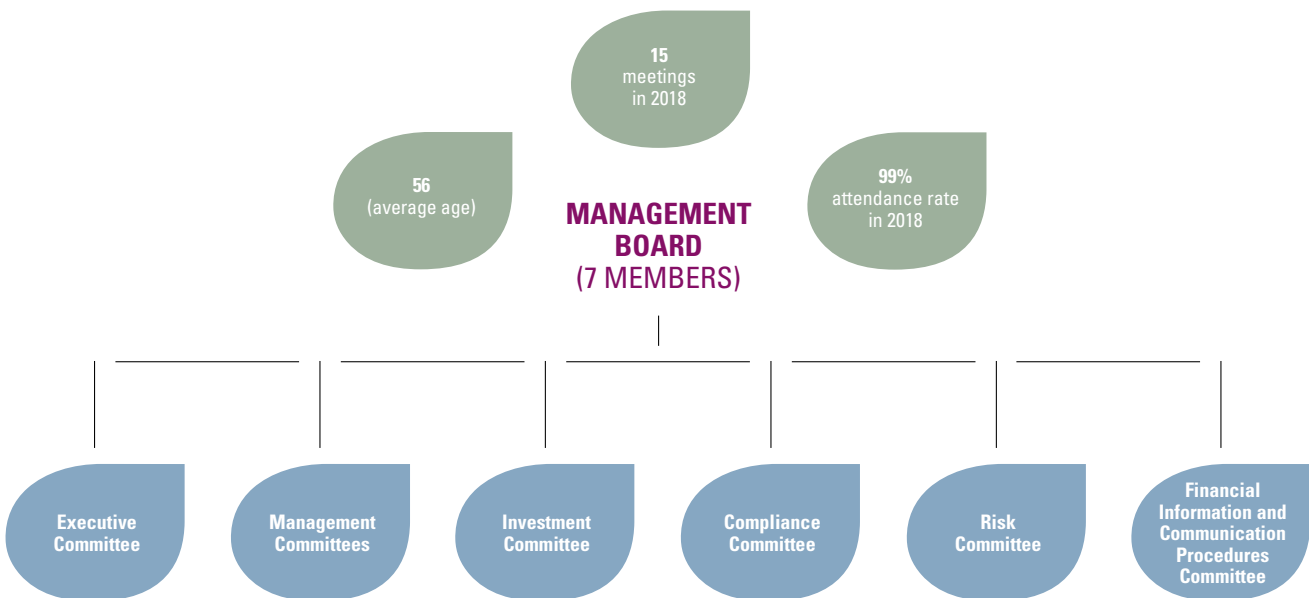 15
meetings
in 2018
56
(average age)
99%
attendance rate
in 2018
MANAGEMENT
BOARD
(7 MEMBERS)
Executive
Committee
Management
Committees
Investment
Committee
Compliance
Committee
Risk
Committee
Financial
Information and
Communication
Procedures
Committee